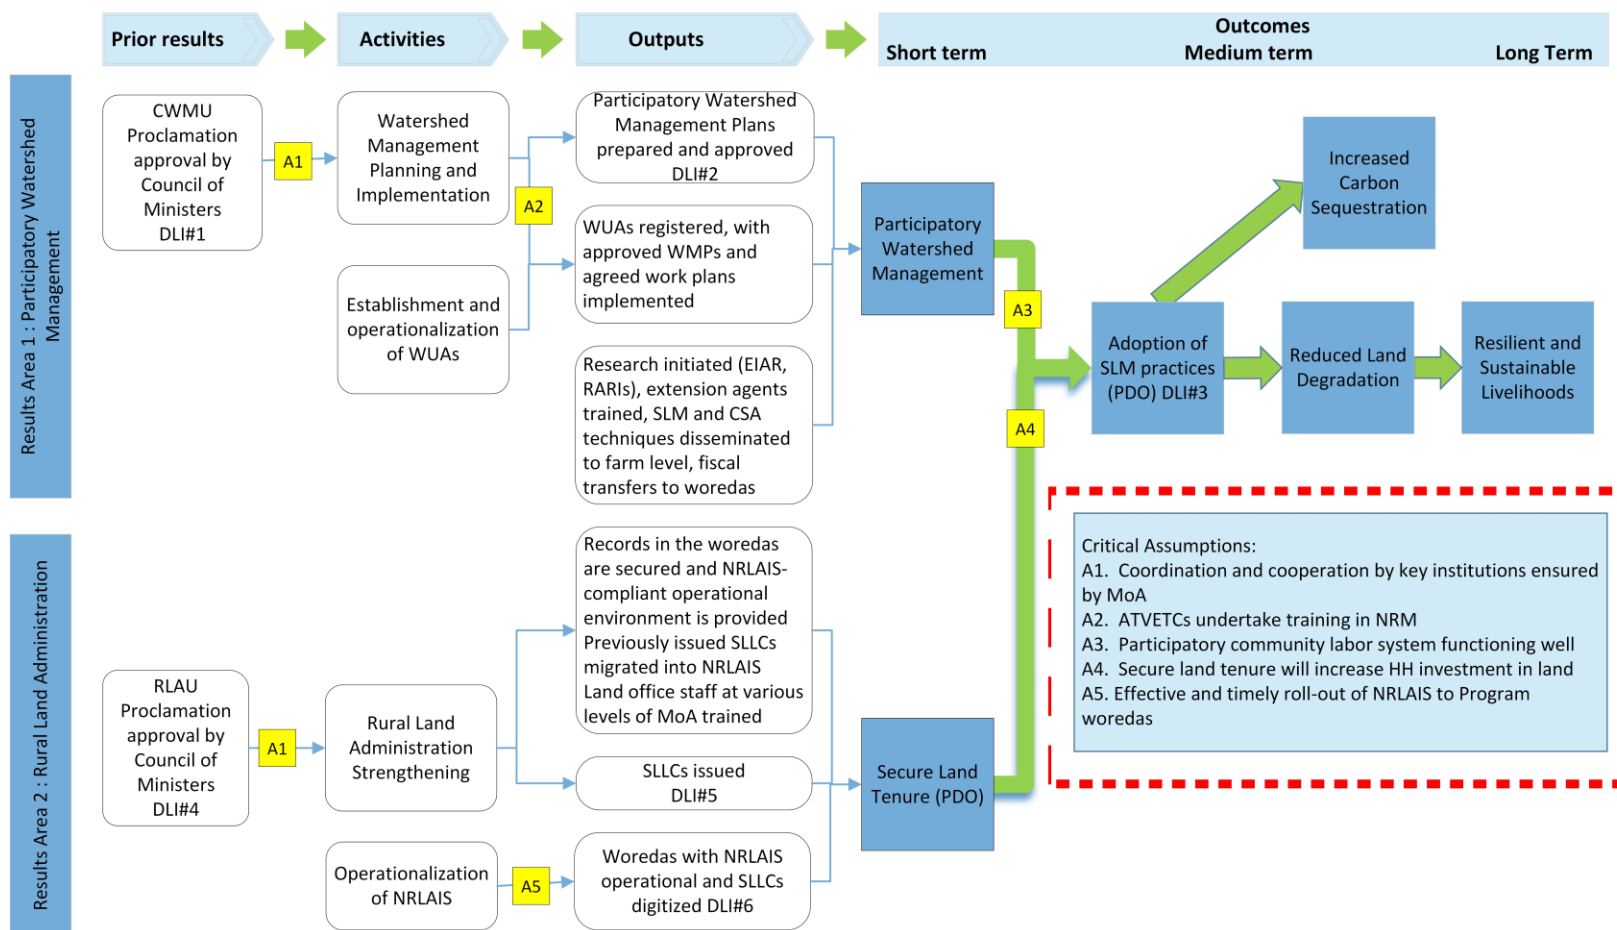 Prior results
Activities
Outputs
Outcomes
Short term
Medium term
Long Term
Results Area 1 : Participatory Watershed
Management
CWMU
Proclamation
approval by
Council of
Ministers
DLI#1
A1
Watershed
Management
Planning and
Implementation
A2
Establishment and
operationalization
of WUAs
Participatory Watershed
Management Plans
prepared and approved
DLI#2
WUAs registered, with
approved WMPs and
agreed work plans
implemented
Research initiated (EIAR,
RARIs), extension agents
trained, SLM and CSA
techniques disseminated
to farm level, fiscal
transfers to woredas
Participatory
Watershed
Management
A3
A4
Adoption of
SLM practices
(PDO) DLI#3
Increased
Carbon
Sequestration
Reduced Land
Degradation
Resilient and
Sustainable
Livelihoods
Results Area 2 : Rural Land Administration
RLAU
Proclamation
approval by
Council of
Ministers
DLI#4
A1
Rural Land
Administration
Strengthening
Operationalization
of NRLAIS
A5
Records in the woredas
are secured and NRLAIS-
compliant operational
environment is provided
Previously issued SLLCs
migrated into NRLAIS
Land office staff at various
levels of MoA trained
SLLCs issued
DLI#5
Woredas with NRLAIS
operational and SLLCs
digitized DLI#6
Secure Land
Tenure (PDO)
Critical Assumptions:
A1. Coordination and cooperation by key institutions ensured
by MoA
A2. ATVETCs undertake training in NRM
A3. Participatory community labor system functioning well
A4. Secure land tenure will increase HH investment in land
A5. Effective and timely roll-out of NRLAIS to Program
woredas